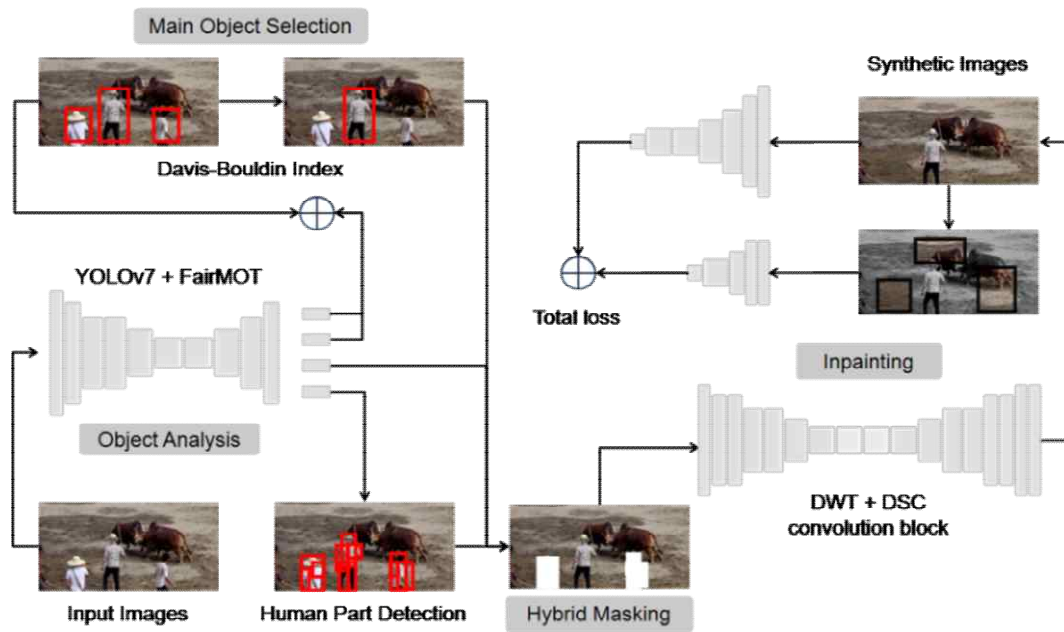 Main Object Selection
Davis-Bouldin Index
YOLOv7 + FairMOT
Object Analysis
Input Images
Human Part Detection
Hybrid Masking
Synthetic Images
Total loss
Inpainting
DWT + DSC
convolution block